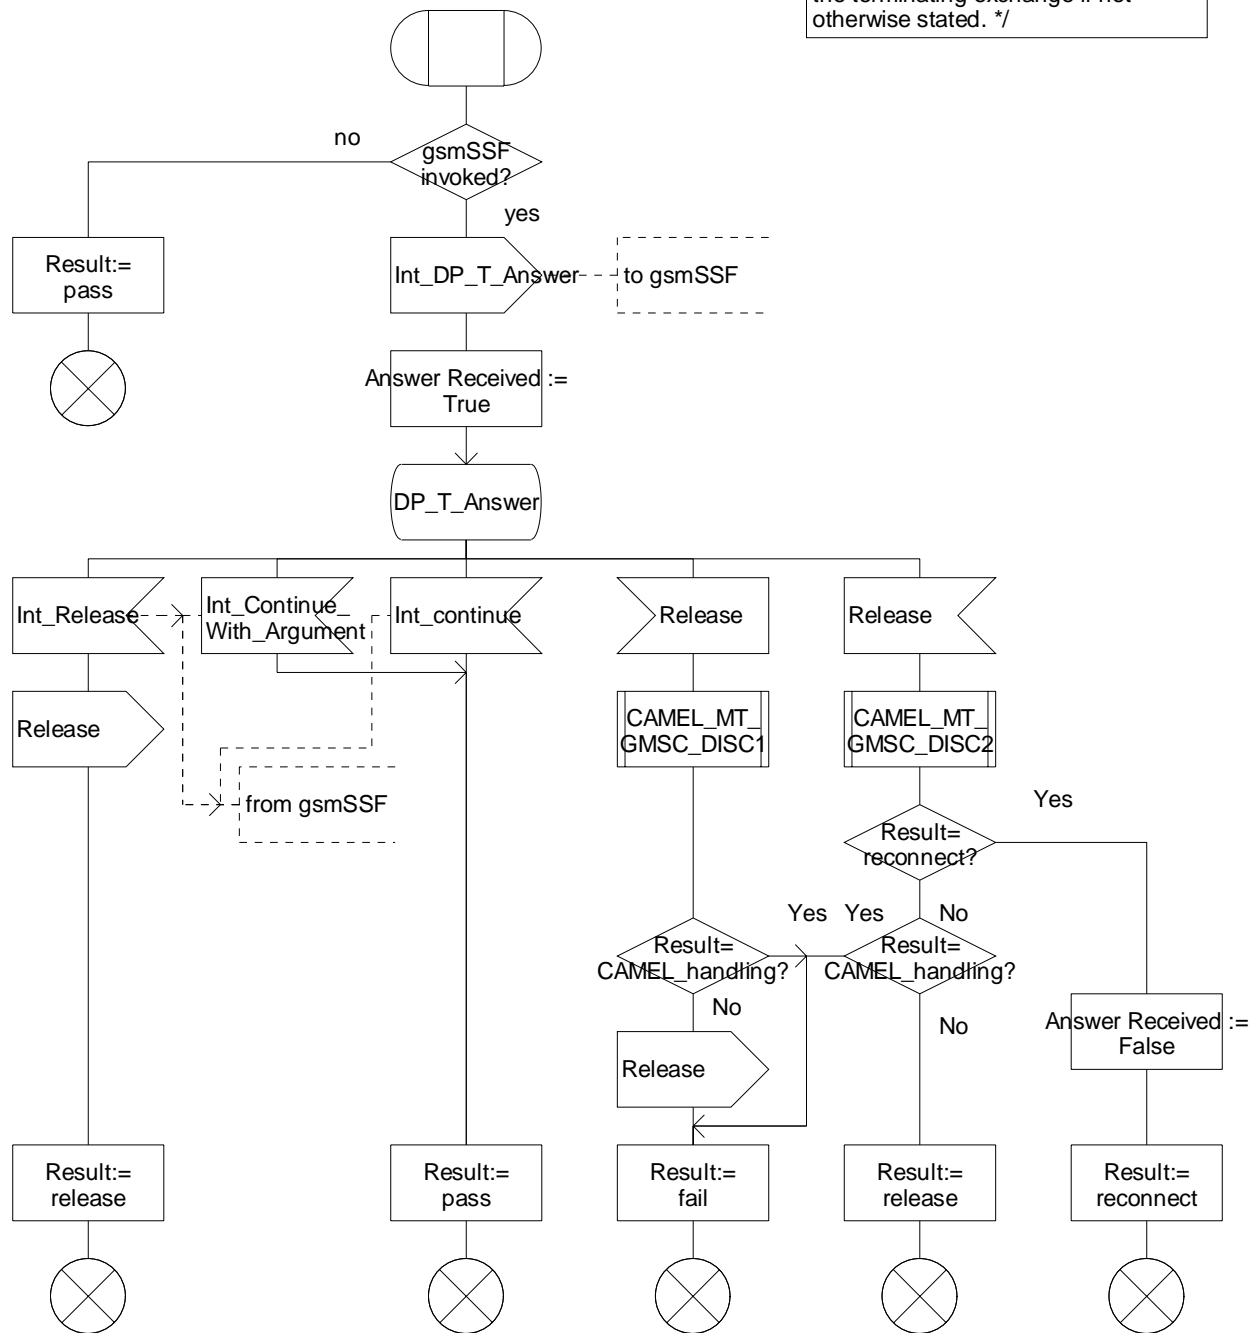 the terminating exchange if not
otherwise stated. */
no
gsmSSF
invoked?
yes
Result:=
pass
Int_DP_T_Answer
to gsmSSF
Answer Received :=
True
DP_T_Answer
Int_Release
Int_Continue_
With_Argument
Int_continue
Release
Release
Release
CAMEL_MT_
GMSC_DISC1
CAMEL_MT_
GMSC_DISC2
from gsmSSF
Yes
Result=
reconnect?
Yes
Yes
No
Result=
CAMEL_handling?
Result=
CAMEL_handling?
No
No
Answer Received :=
False
Release
Result:=
release
Result:=
pass
Result:=
fail
Result:=
release
Result:=
reconnect